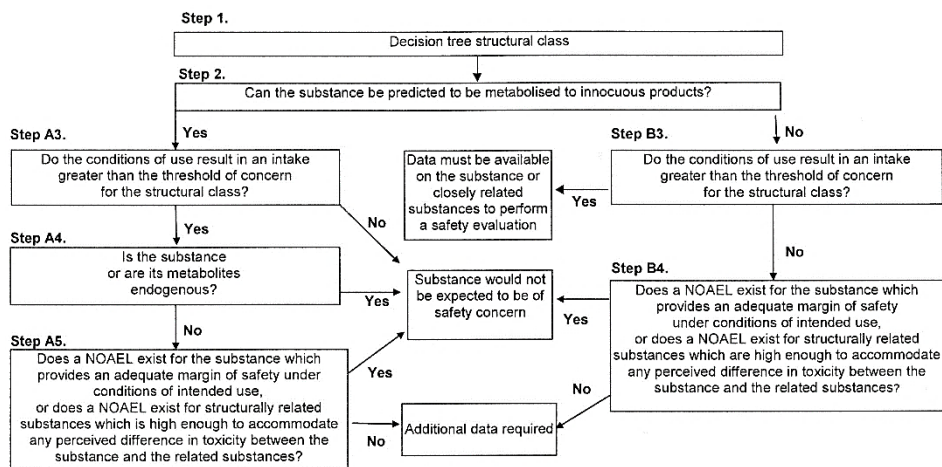 Step 1.
Decision tree structural class
Step 2.
Can the substance be predicted to be metabolised to innocuous products?
Step A3.
Yes
Step B3.
No
Do the conditions of use result in an intake
greater than the threshold of concern
for the structural class?
Data must be available
on the substance or
closely related
substances to perform
a safety evaluation
Do the conditions of use result in an intake
greater than the threshold of concern
for the structural class?
Yes
No
Yes
No
Step A4.
Is the substance
or are its metabolites
endogenous?
Yes
Substance would not
be expected to be of
safety concern
Step B4.
Yes
Does a NOAEL exist for the substance which
provides an adequate margin of safety
under conditions of intended use,
or does a NOAEL exist for structurally related
substances which are high enough to accommodate
any perceived difference in toxicity between the
substance and the related substances?
No
Step A5.
Does a NOAEL exist for the substance which
provides an adequate margin of safety under
conditions of intended use,
or does a NOAEL exist for structurally related
substances which is high enough to accommodate
any perceived difference in toxicity between the
substance and the related substances?
Yes
No
No
Additional data required